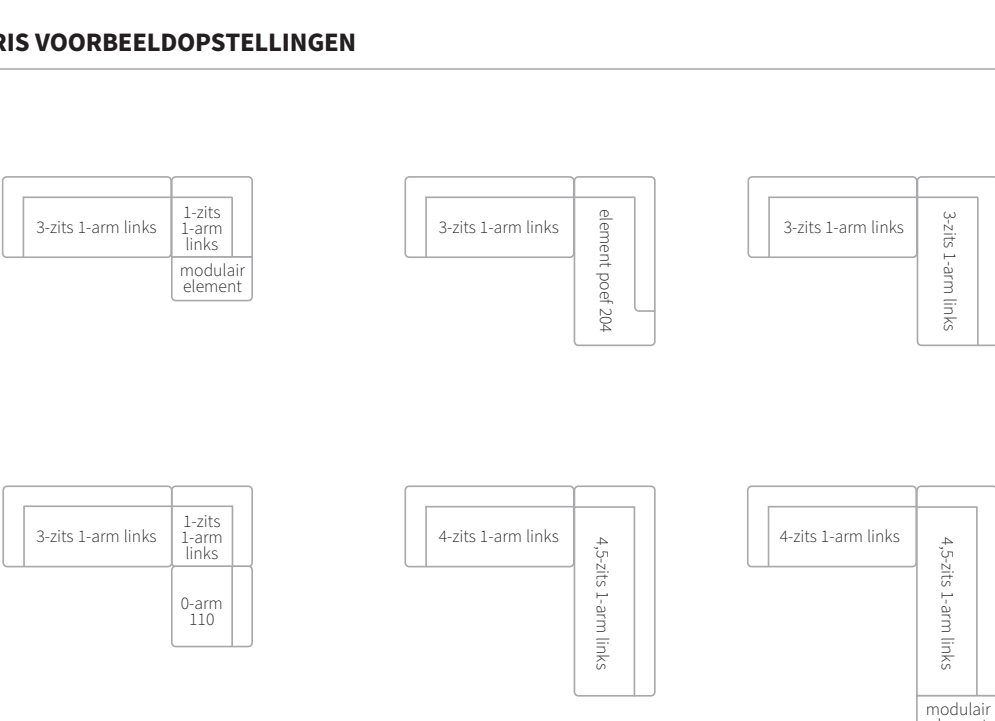 RIS VOORBEELDOPSTELLINGEN
3-zits 1-arm links
1-zits
1-arm
links
modulair
element
3-zits 1-arm links
element poef 204
3-zits 1-arm links
3-zits 1-arm links
3-zits 1-arm links
1-zits
1-arm
links
0-arm
110
4-zits 1-arm links
4,5-zits 1-arm links
4-zits 1-arm links
4,5-zits 1-arm links
modulair